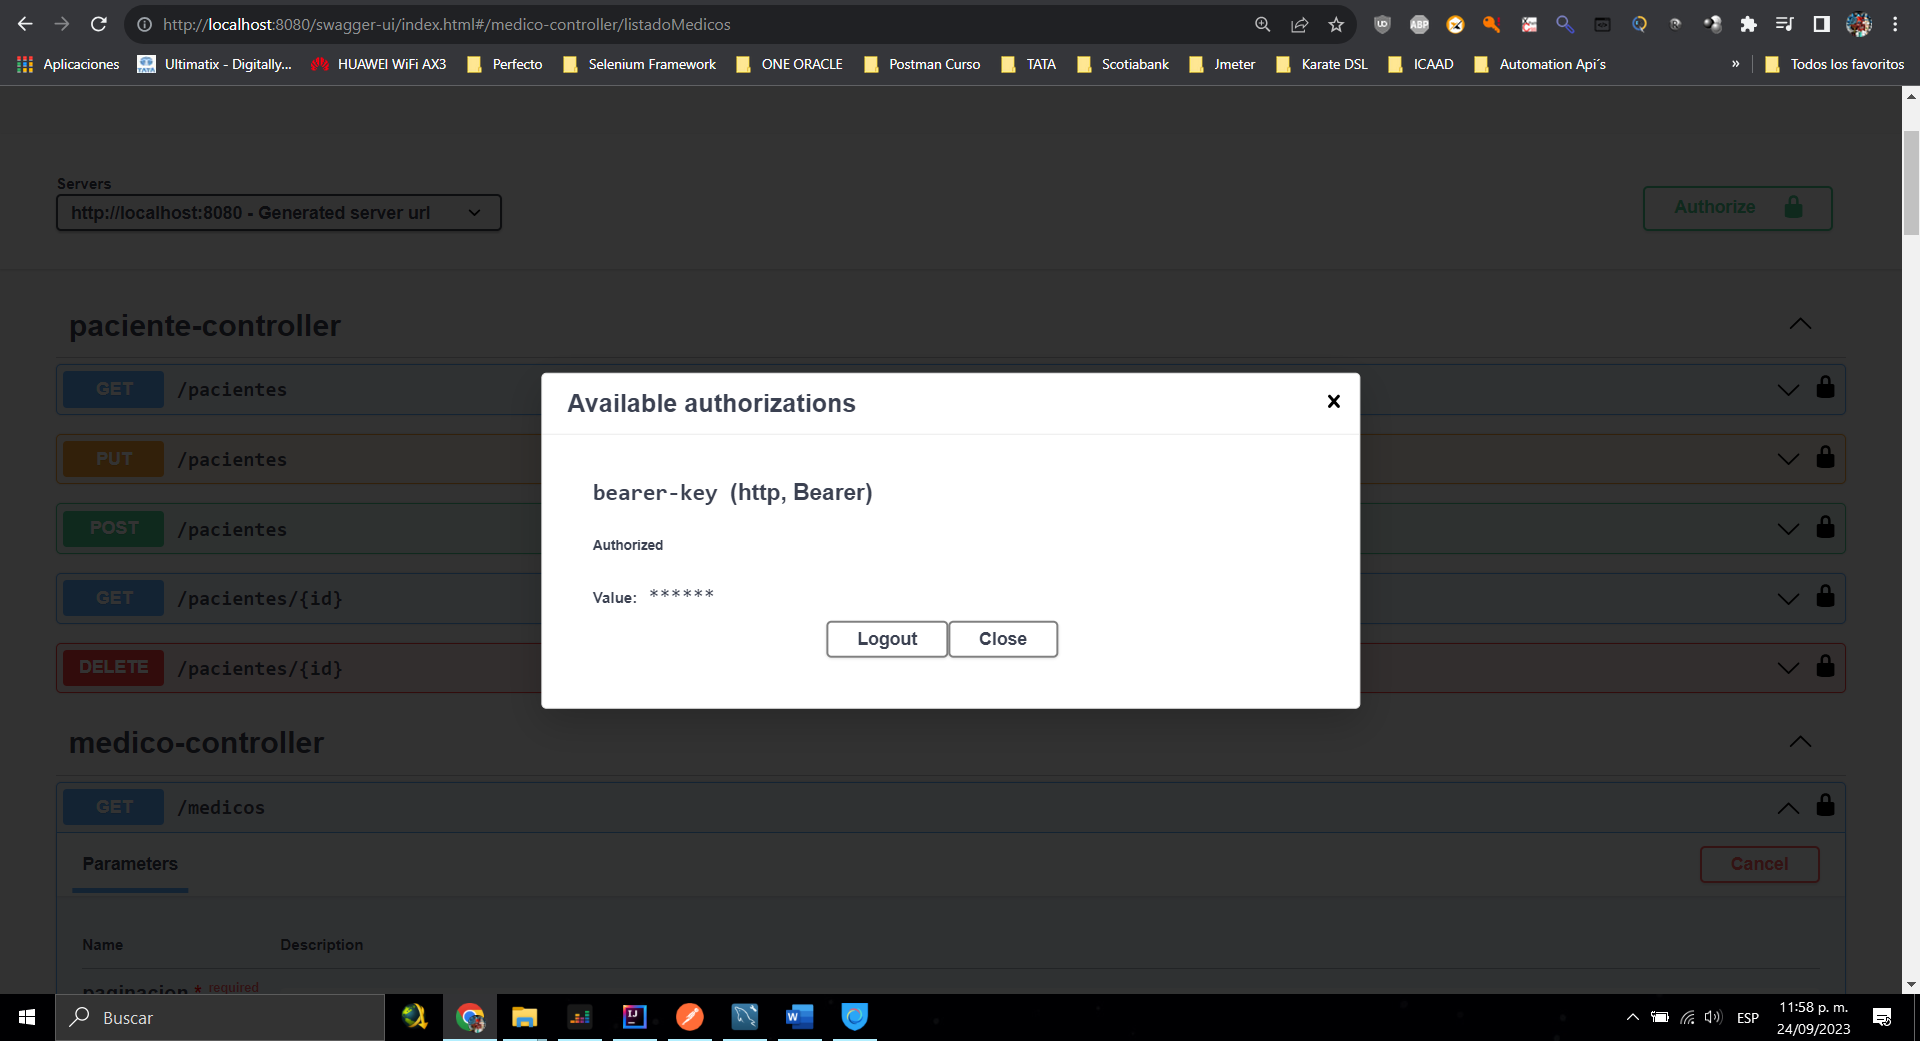 http://localhost:8080/swagger-ui/index.html#/medico-controller/listadoMedicos
Aplicaciones
TATA
Ultimatix - Digitally...
HUAWEI WiFi AX3
Perfecto
Selenium Framework
ONE ORACLE
Postman Curso
TATA
Scotiabank
Jmeter
Karate DSL
ICAAD
Automation Api´s
»
Todos los favoritos
Servers
http://localhost:8080 - Generated server url
Authorize
paciente-controller
GET /pacientes
PUT /pacientes
POST /pacientes
GET /pacientes/{id}
DELETE /pacientes/{id}
Available authorizations
bearer-key (http, Bearer)
Authorized
Value: ******
Logout
Close
medico-controller
GET /medicos
Parameters
Cancel
Name Description
paginacion * required
Buscar
ESP
11:58 p. m.
24/09/2023